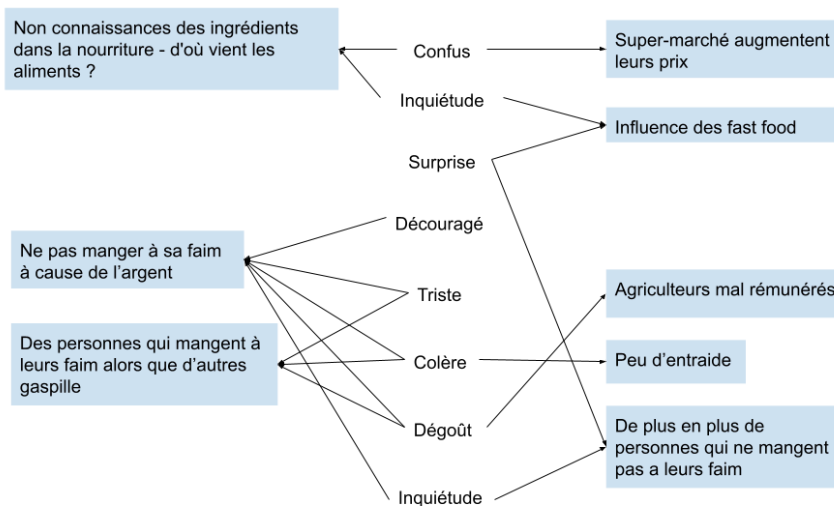 Non connaissances des ingrédients
dans la nourriture - d'où vient les
aliments ?
Ne pas manger à sa faim
à cause de l’argent
Des personnes qui mangent à
leurs faim alors que d’autres
gaspille
Confus
Inquiétude
Surprise
Découragé
Triste
Colère
Dégoût
Inquiétude
Super-marché augmentent
leurs prix
Influence des fast food
Agriculteurs mal rémunérés
Peu d’entraide
De plus en plus de
personnes qui ne mangent
pas a leurs faim